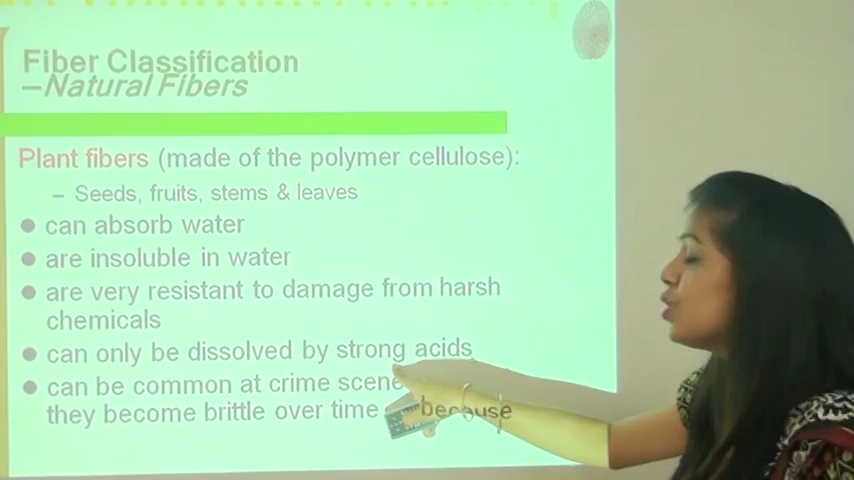 Fiber Classification
–Natural Fibers
Plant fibers (made of the polymer cellulose):
– Seeds, fruits, stems & leaves
● can absorb water
● are insoluble in water
● are very resistant to damage from harsh
chemicals
● can only be dissolved by strong acids
● can be common at crime scene
they become brittle over time because